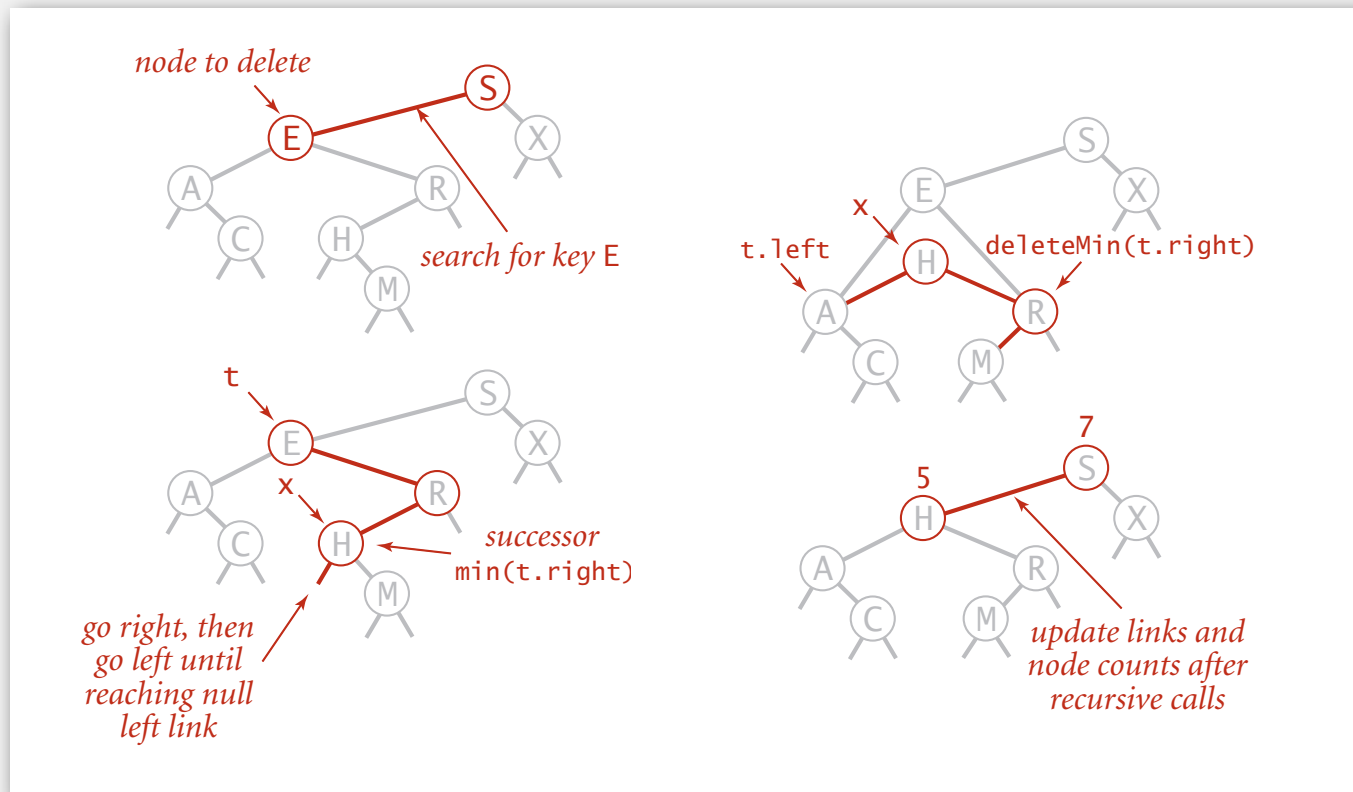 node to delete
S
E
X
A
R
C
H
search for key E
M
t
S
E
X
A
x
R
C
H
successor
min(t.right)
M
go right, then
go left until
reaching null
left link
S
E
X
x
t.left
deleteMin(t.right)
H
A
R
C
M
7
5
S
H
X
A
R
C
M
update links and
node counts after
recursive calls